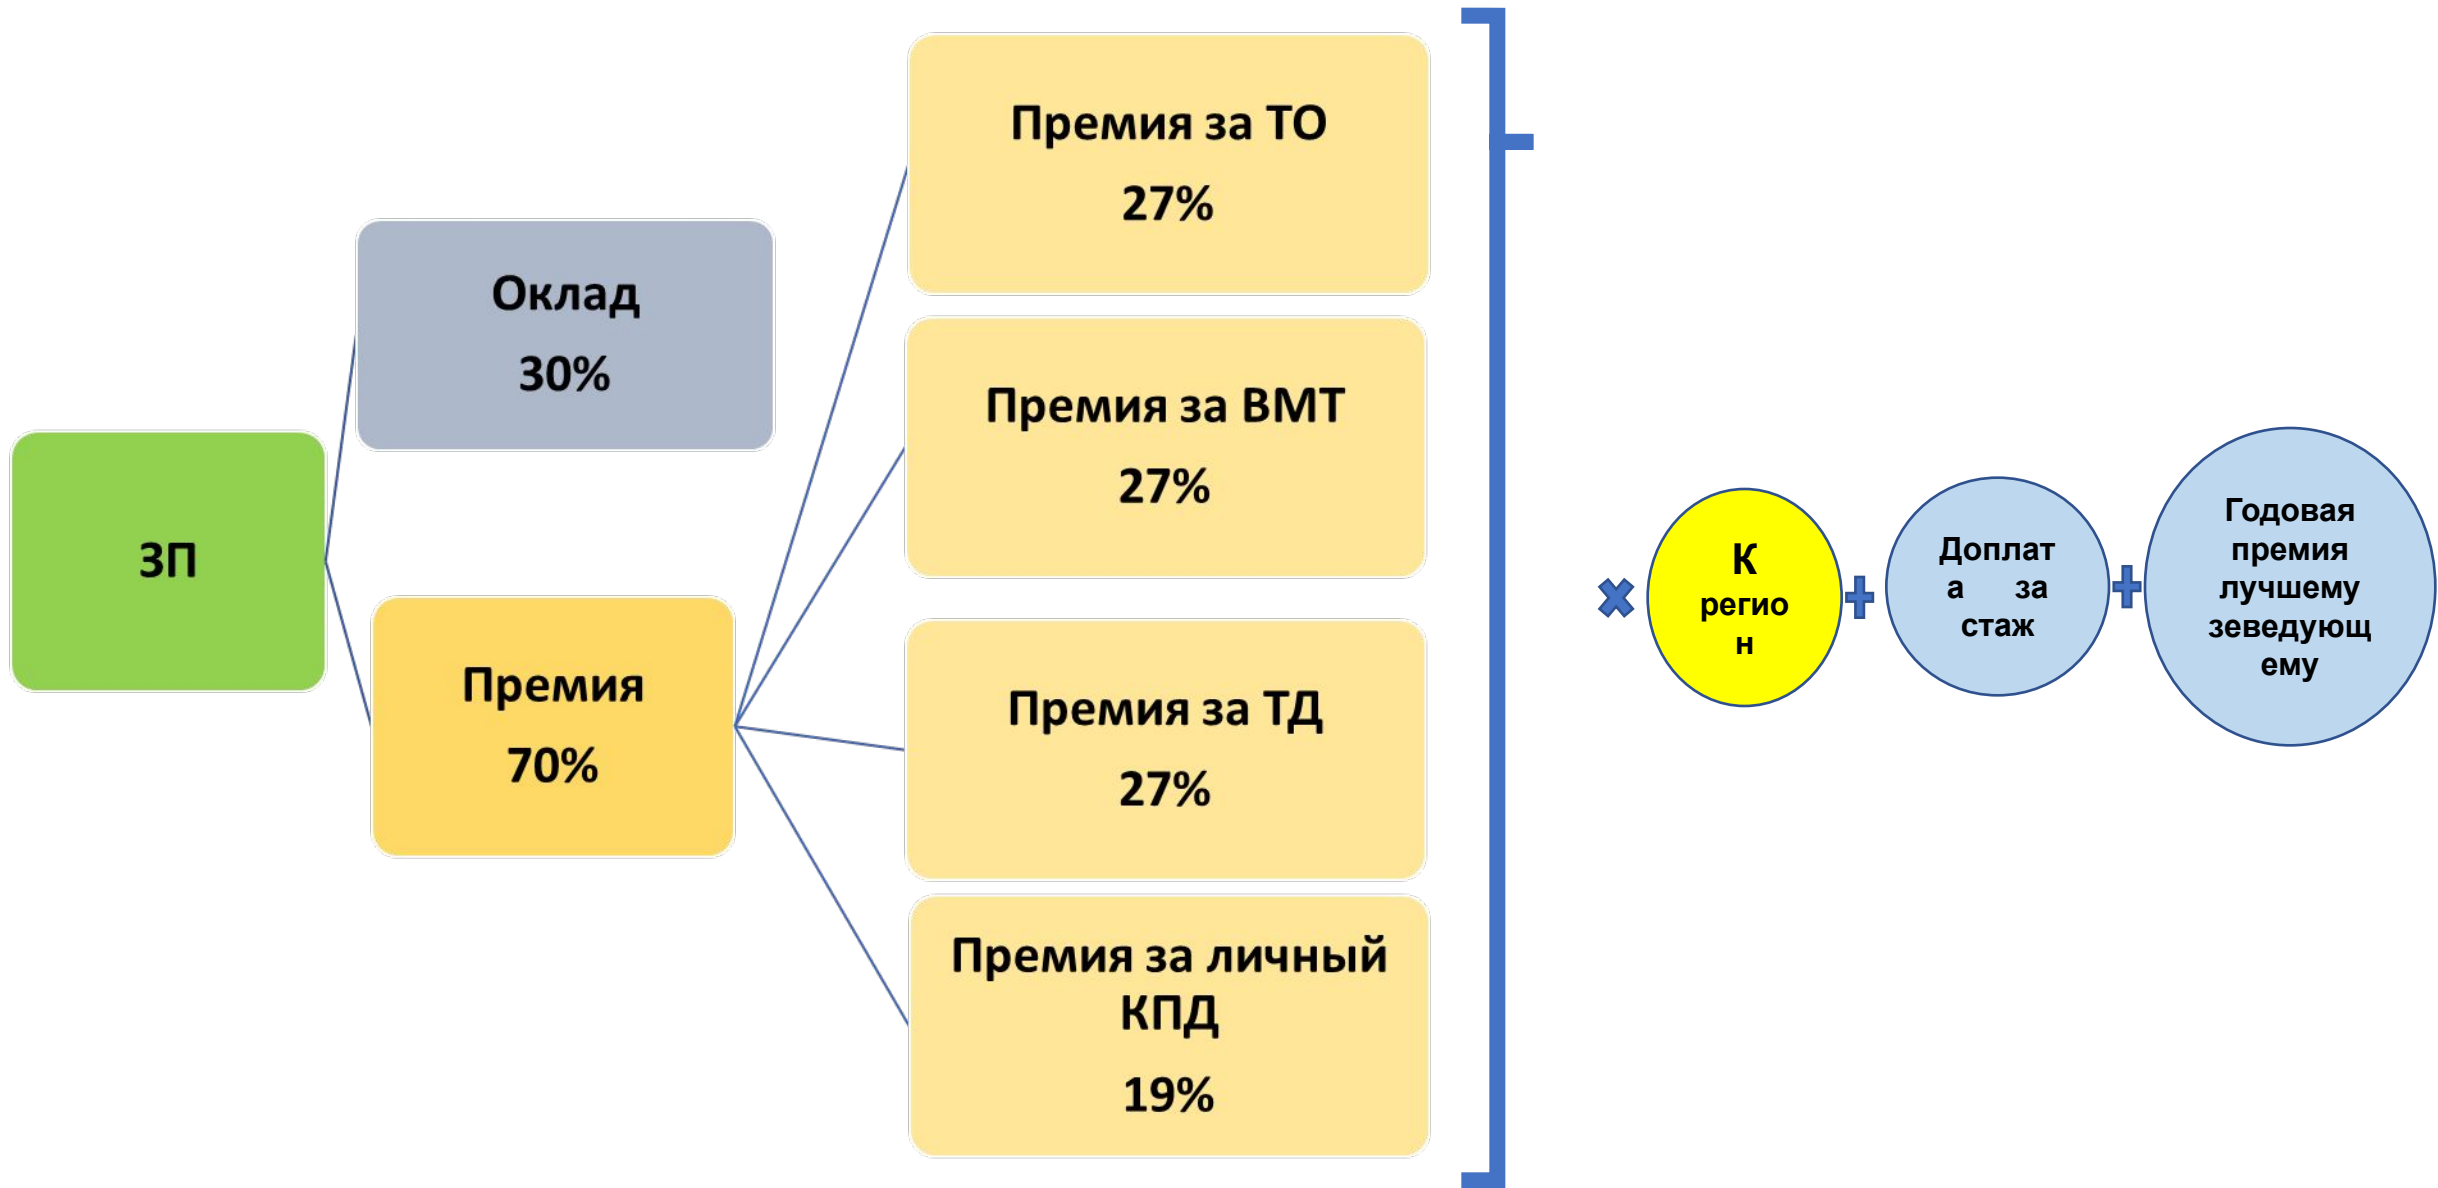 ЗП
Оклад
30%
Премия
70%
Премия за ТО
27%
Премия за ВМТ
27%
Премия за ТД
27%
Премия за личный
КПД
19%
К
регио
н
Доплат
а за
стаж
Годовая
премия
лучшему
зеведующ
ему